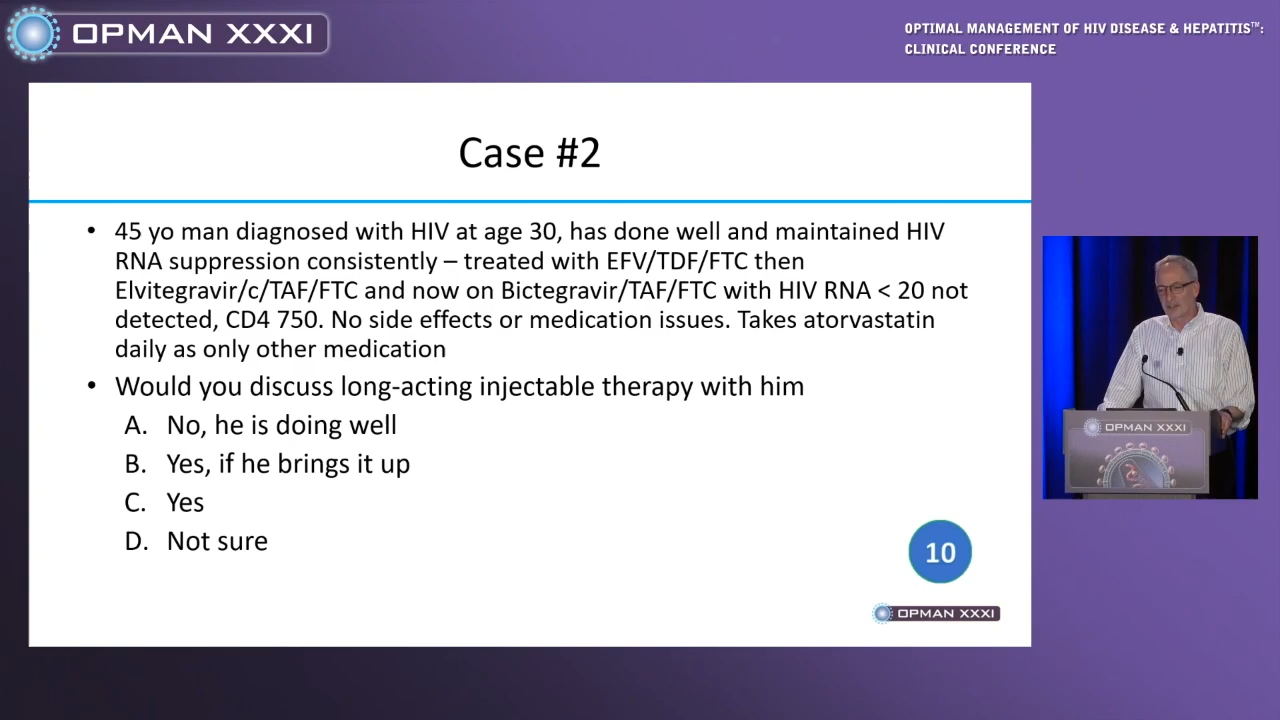 OPMAN XXXI
OPTIMAL MANAGEMENT OF HIV DISEASE & HEPATITIS™:
CLINICAL CONFERENCE
Case #2
• 45 yo man diagnosed with HIV at age 30, has done well and maintained HIV
RNA suppression consistently – treated with EFV/TDF/FTC then
Elvitegravir/c/TAF/FTC and now on Bictegravir/TAF/FTC with HIV RNA < 20 not
detected, CD4 750. No side effects or medication issues. Takes atorvastatin
daily as only other medication
• Would you discuss long-acting injectable therapy with him
A. No, he is doing well
B. Yes, if he brings it up
C. Yes
D. Not sure
10
OPMAN XXXI
OPMAN XXXI